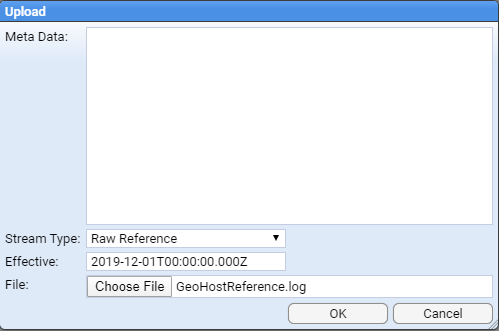 Upload
Meta Data:
Stream Type: Raw Reference
Effective: 2019-12-01T00:00:00.000Z
File: Choose File GeoHostReference.log
OK Cancel